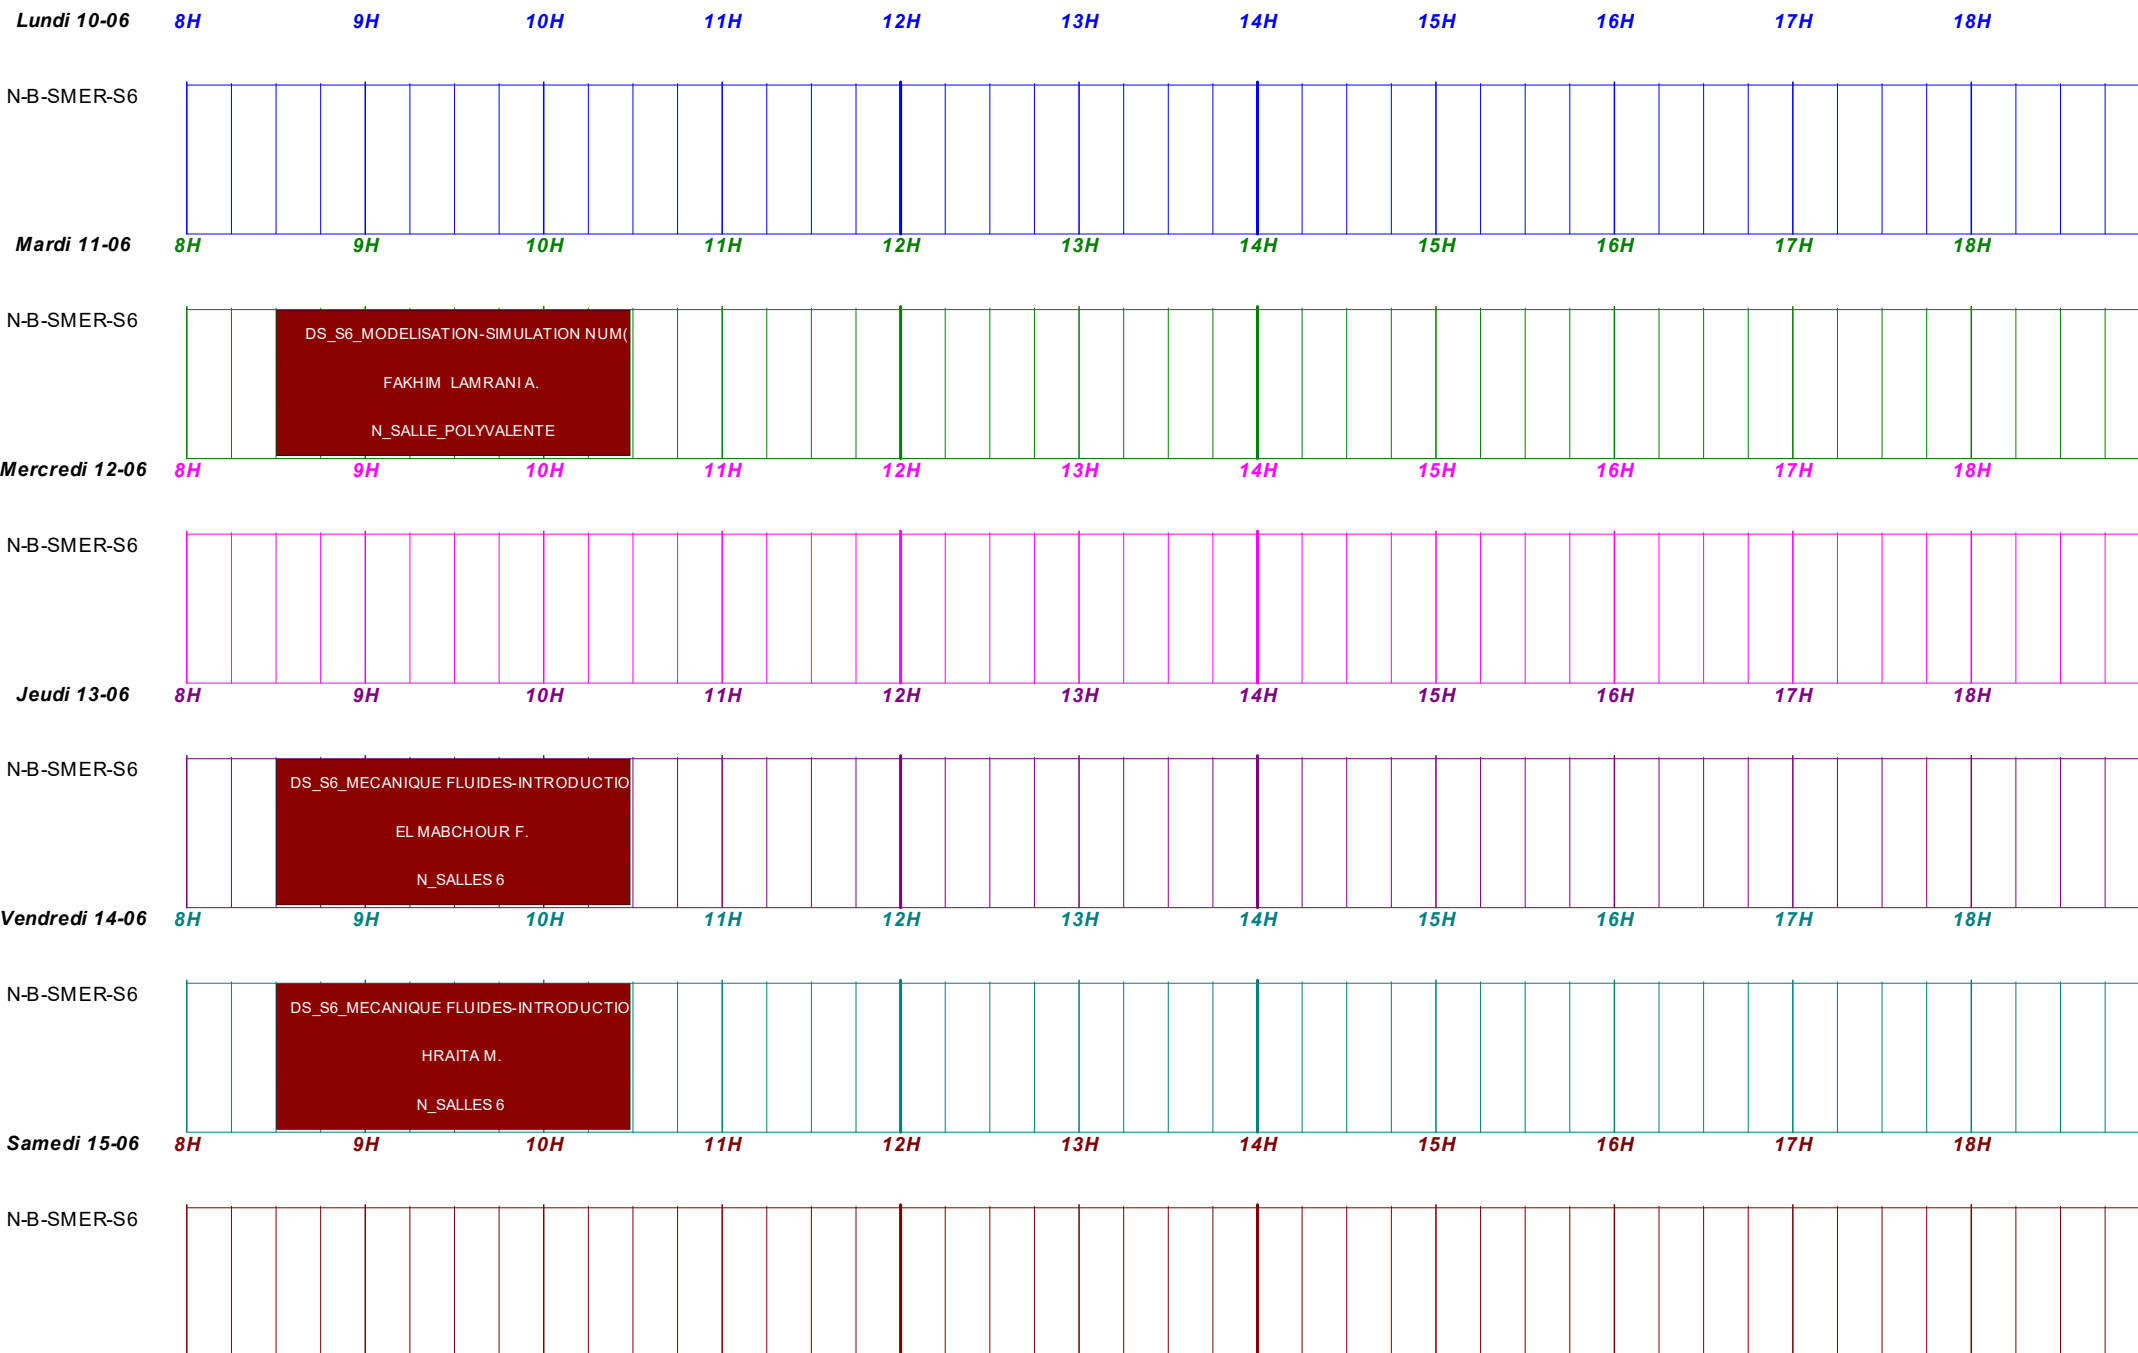 Lundi 10-06 8H 9H 10H 11H 12H 13H 14H 15H 16H 17H 18H
N-B-SMER-S6
Mardi 11-06 8H 9H 10H 11H 12H 13H 14H 15H 16H 17H 18H
N-B-SMER-S6
DS_S6_MODELISATION-SIMULATION NUM(
FAKHIM LAMRANI A.
N_SALLE_POLYVALENTE
Mercredi 12-06 8H 9H 10H 11H 12H 13H 14H 15H 16H 17H 18H
N-B-SMER-S6
Jeudi 13-06 8H 9H 10H 11H 12H 13H 14H 15H 16H 17H 18H
N-B-SMER-S6
DS_S6_MECANIQUE FLUIDES-INTRODUCTIO
EL MABCHOUR F.
N_SALLES 6
Vendredi 14-06 8H 9H 10H 11H 12H 13H 14H 15H 16H 17H 18H
N-B-SMER-S6
DS_S6_MECANIQUE FLUIDES-INTRODUCTIO
HRAITA M.
N_SALLES 6
Samedi 15-06 8H 9H 10H 11H 12H 13H 14H 15H 16H 17H 18H
N-B-SMER-S6